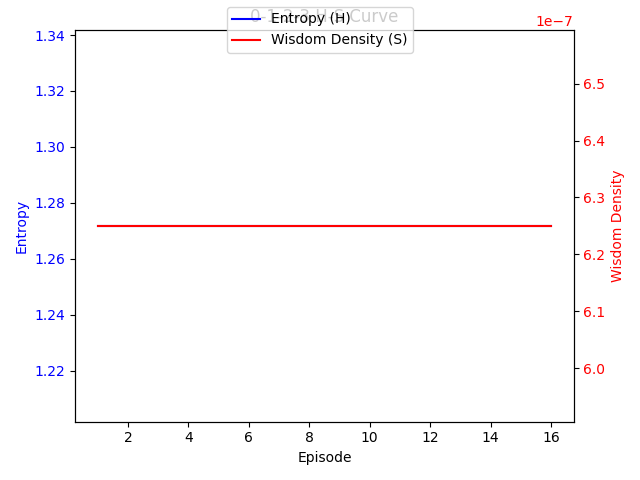 Curve
Entropy (H)
Wisdom Density (S)
1e−7
1.34
1.32
1.30
1.28
1.26
1.24
1.22
Entropy
6.5
6.4
6.3
6.2
6.1
6.0
Wisdom Density
2 4 6 8 10 12 14 16
Episode